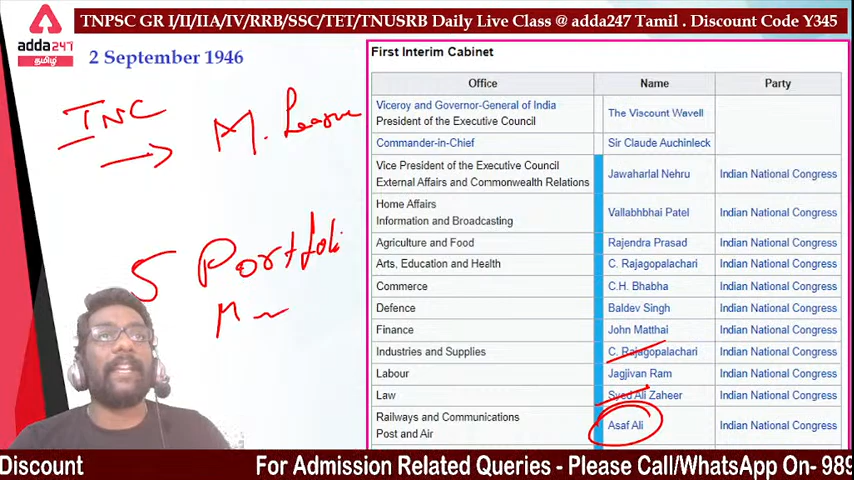 TNPSC GR I/II/IIA/IV/RRB/SSC/TET/TNUSRB Daily Live Class @ adda247 Tamil . Discount Code Y345
adda247
தமிழ்
2 September 1946
INC
M. League
5 Portfoli
M
First Interim Cabinet
Office Name Party
Viceroy and Governor-General of India
President of the Executive Council
The Viscount Wavell
Commander-in-Chief Sir Claude Auchinleck
Vice President of the Executive Council
External Affairs and Commonwealth Relations
Jawaharlal Nehru Indian National Congress
Home Affairs
Information and Broadcasting
Vallabhbhai Patel Indian National Congress
Agriculture and Food Rajendra Prasad Indian National Congress
Arts, Education and Health C. Rajagopalachari Indian National Congress
Commerce C.H. Bhabha Indian National Congress
Defence Baldev Singh Indian National Congress
Finance John Matthai Indian National Congress
Industries and Supplies C. Rajagopalachari Indian National Congress
Labour Jagjivan Ram Indian National Congress
Law Syed Ali Zaheer Indian National Congress
Railways and Communications
Post and Air
Asaf Ali Indian National Congress
Discount For Admission Related Queries - Please Call/WhatsApp On- 989